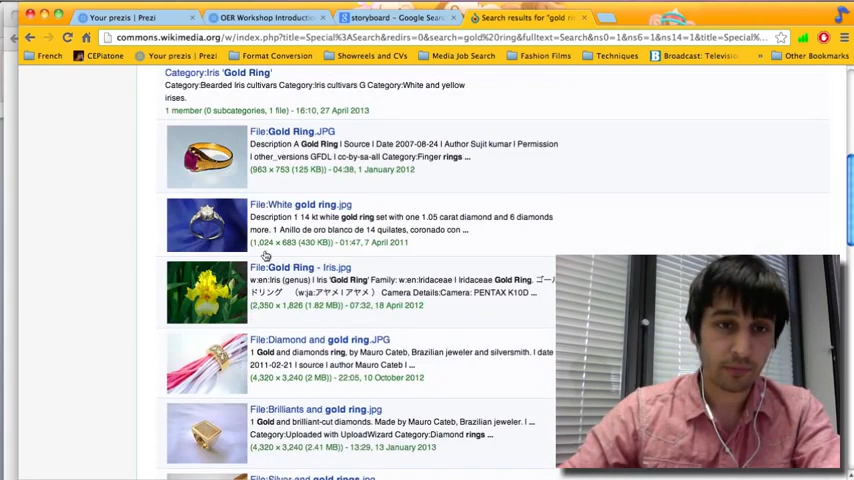 Your prezis | Prezi
OER Workshop Introductio
storyboard – Google Sear
Search results for "gold ri
commons.wikimedia.org/w/index.php?title=Special%3ASearch&redirs=0&search=gold%20ring&fulltext=Search&ns0=1&ns6=1&ns14=1&title=Special%...
French
CEPiatone
Your prezis | Prezi
Format Conversion
Showreels and CVs
Fashion Films
Techniques
Broadcast: Televisi
Other Bookmarks
Category:Iris 'Gold Ring'
Category:Bearded Iris cultivars Category:Iris cultivars G Category:White and yellow
irises.
1 member (0 subcategories, 1 file) - 16:10, 27 April 2013
File:Gold Ring.JPG
Description A Gold Ring | Source | Date 2007-08-24 | Author Sujit kumar | Permission
| other_versions GFDL | cc-by-sa-all Category:Finger rings ...
(963 × 753 (125 KB)) - 04:38, 1 January 2012
File:White gold ring.jpg
Description 1 14 kt white gold ring set with one 1.05 carat diamond and 6 diamonds
more. 1 Anillo de oro blanco de 14 quilates, coronado con ...
(1,024 × 683 (430 KB)) - 01:47, 7 April 2011
File:Gold Ring - Iris.jpg
w:en:Iris (genus) | Iris 'Gold Ring' Family: w:en:Iridaceae | Iridaceae Gold Ring. ゴール
ドリング （w:ja:アヤメ | アヤメ ） Camera Details:Camera: PENTAX K10D ...
(2,350 × 1,826 (1.82 MB)) - 07:32, 18 April 2012
File:Diamond and gold ring.JPG
1 Gold and diamonds ring, by Mauro Cateb, Brazilian jeweler and silversmith. | date
2011-02-21 | source | author Mauro Cateb | ...
(4,320 × 3,240 (2 MB)) - 22:05, 10 October 2012
File:Brilliants and gold ring.jpg
1 Gold and brilliant-cut diamonds. Made by Mauro Cateb, Brazilian jeweler. | ...
Category:Uploaded with UploadWizard Category:Diamond rings ...
(4,320 × 3,240 (2.41 MB)) - 13:29, 13 January 2013
File:Silver and gold rings.jpg